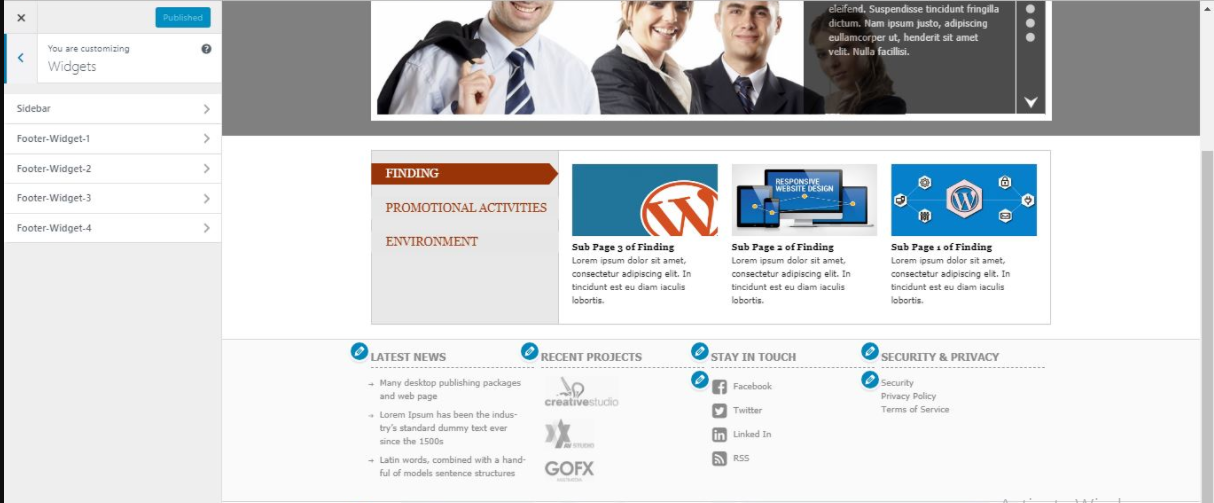 Published
You are customizing
Widgets
Sidebar
Footer-Widget-1
Footer-Widget-2
Footer-Widget-3
Footer-Widget-4
eleifend. Suspendisse tincidunt fringilla
dictum. Nam ipsum justo, adipiscing
eullamcorper ut, henderit sit amet
velit. Nulla facillisi.
FINDING
PROMOTIONAL ACTIVITIES
ENVIRONMENT
RESPONSIVE
WEBSITE DESIGN
Sub Page 3 of Finding
Lorem ipsum dolor sit amet,
consectetur adipiscing elit. In
tincidunt est eu diam iaculis
lobortis.
Sub Page 2 of Finding
Lorem ipsum dolor sit amet,
consectetur adipiscing elit. In
tincidunt est eu diam iaculis
lobortis.
Sub Page 1 of Finding
Lorem ipsum dolor sit amet,
consectetur adipiscing elit. In
tincidunt est eu diam iaculis
lobortis.
LATEST NEWS
→ Many desktop publishing packages
and web page
→ Lorem Ipsum has been the indus-
try's standard dummy text ever
since the 1500s
→ Latin words, combined with a hand-
ful of models sentence structures
RECENT PROJECTS
creativestudio
GOFX
STAY IN TOUCH
Facebook
Twitter
Linked In
RSS
SECURITY & PRIVACY
Security
Privacy Policy
Terms of Service